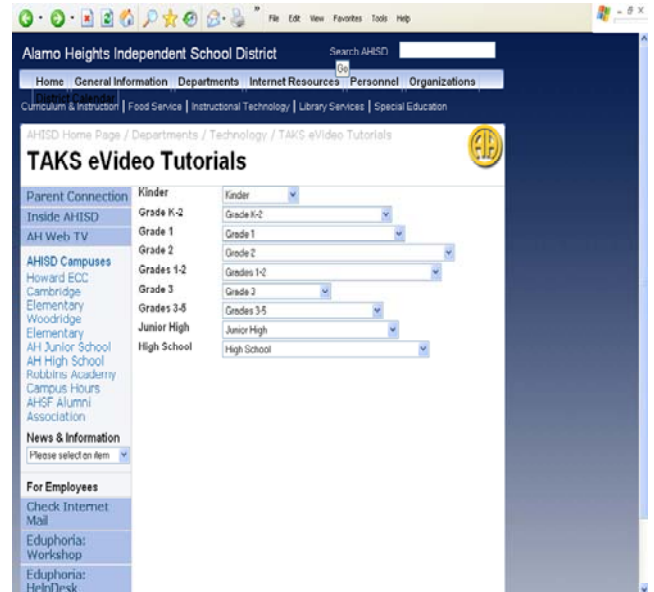 File Edit View Favorites Tools Help
Alamo Heights Independent School District
Search AHISD
Go
Home General Information Departments Internet Resources Personnel Organizations
District Calendar
Curriculum & Instruction | Food Service | Instructional Technology | Library Services | Special Education
AHISD Home Page / Departments / Technology / TAKS eVideo Tutorials
TAKS eVideo Tutorials
AH
Parent Connection
Inside AHISD
AH Web TV
AHISD Campuses
Howard ECC
Cambridge
Elementary
Woodridge
Elementary
AH Junior School
AH High School
Robbins Academy
Campus Hours
AHSF Alumni
Association
News & Information
Please select an item
For Employees
Check Internet
Mail
Eduphoria:
Workshop
Eduphoria:
HelpDesk
Kinder Kinder
Grade K-2 Grade K-2
Grade 1 Grade 1
Grade 2 Grade 2
Grades 1-2 Grades 1-2
Grade 3 Grade 3
Grades 3-5 Grades 3-5
Junior High Junior High
High School High School